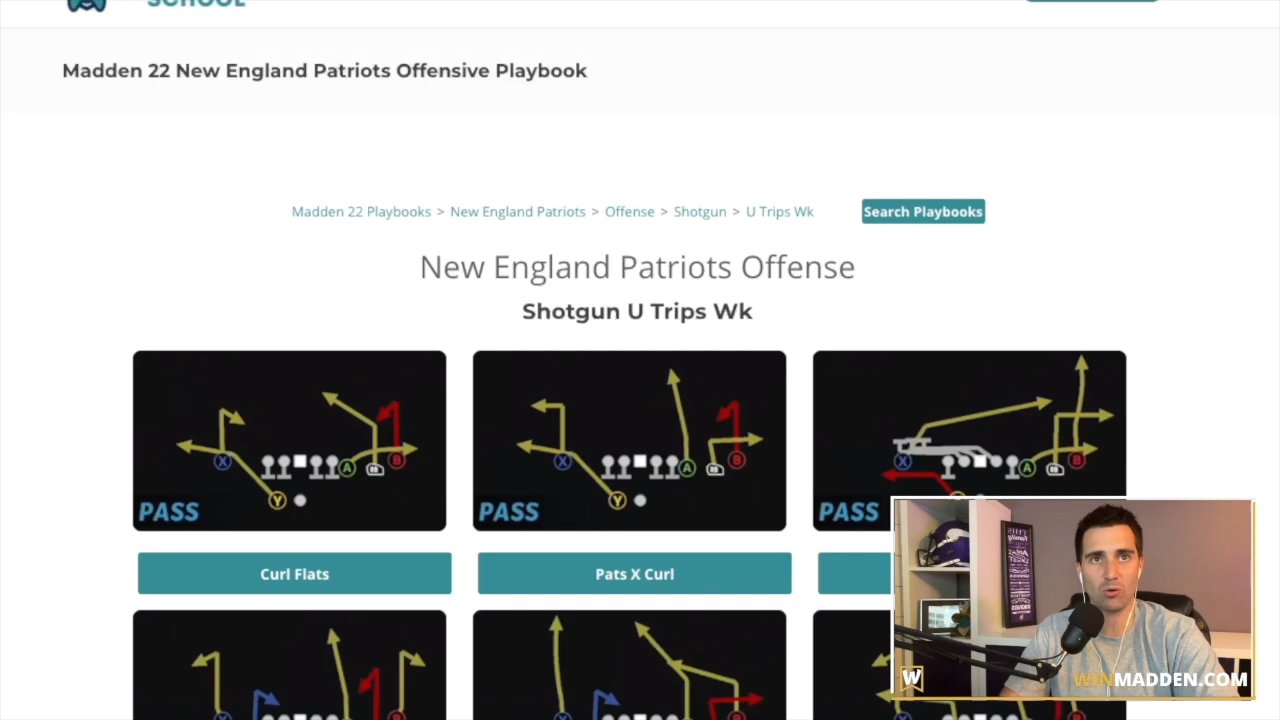 SCHOOL
Madden 22 New England Patriots Offensive Playbook
Madden 22 Playbooks > New England Patriots > Offense > Shotgun > U Trips Wk
Search Playbooks
New England Patriots Offense
Shotgun U Trips Wk
X
A
B
Y
PASS
X
A
B
Y
PASS
X
A
B
PASS
Curl Flats
Pats X Curl
W
WINMADDEN.COM